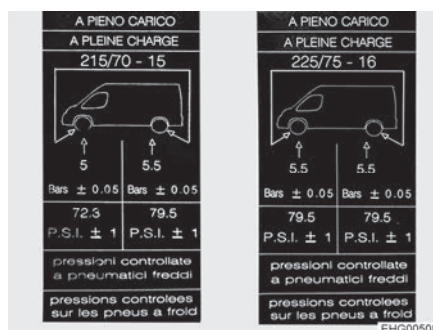 A PIENO CARICO
A PLEINE CHARGE
215/70 - 15
5 5.5
Bars ± 0.05 Bars ± 0.05
72.3 79.5
P.S.I. ± 1 P.S.I. ± 1
pressioni controllate
a pneumatici freddi
pressions controlees
sur les pneus a froid
A PIENO CARICO
A PLEINE CHARGE
225/75 - 16
5.5 5.5
Bars ± 0.05 Bars ± 0.05
79.5 79.5
P.S.I. ± 1 P.S.I. ± 1
pressioni controllate
a pneumatici freddi
pressions controlees
sur les pneus a froid